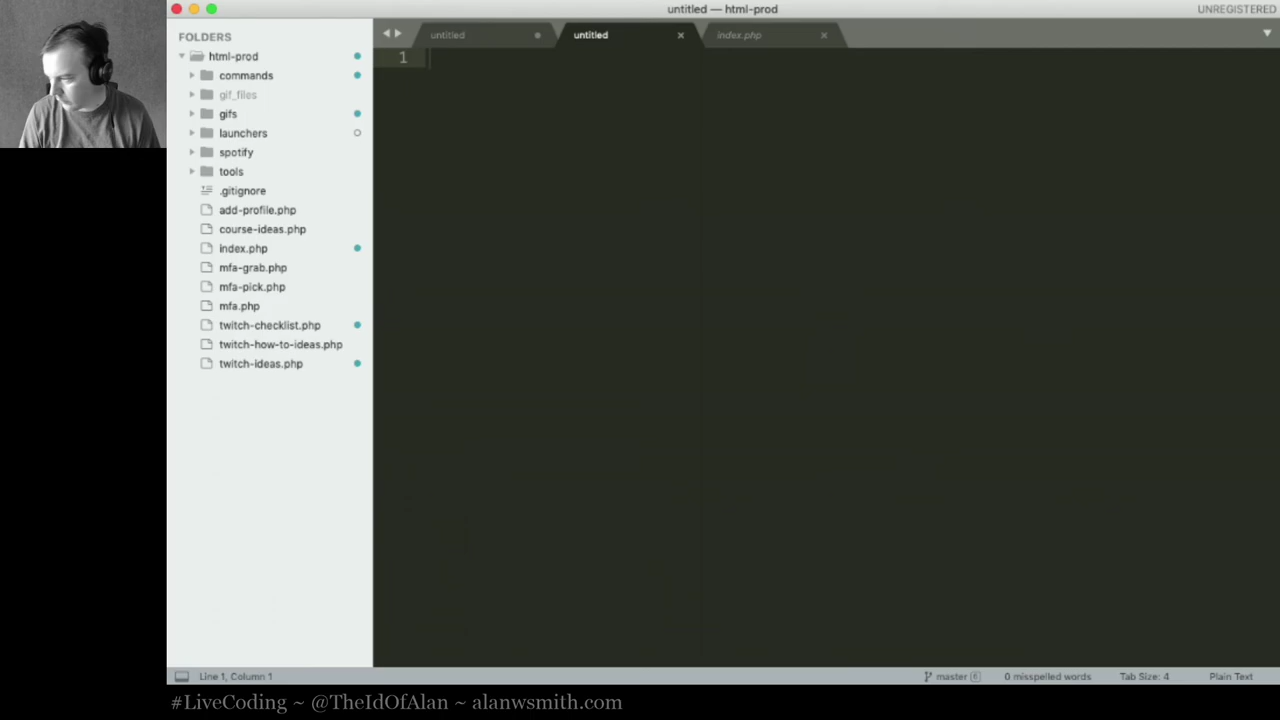 untitled — html-prod
UNREGISTERED
FOLDERS
html-prod
commands
gif_files
gifs
launchers
spotify
tools
.gitignore
add-profile.php
course-ideas.php
index.php
mfa-grab.php
mfa-pick.php
mfa.php
twitch-checklist.php
twitch-how-to-ideas.php
twitch-ideas.php
untitled
untitled
index.php
1
Line 1, Column 1
master 6
0 misspelled words
Tab Size: 4
Plain Text
#LiveCoding ~ @TheIdOfAlan ~ alanwsmith.com